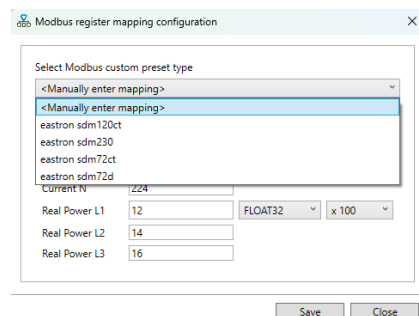 Modbus register mapping configuration
Select Modbus custom preset type
<Manually enter mapping>
<Manually enter mapping>
eastron sdm120ct
eastron sdm230
eastron sdm72ct
eastron sdm72d
Current N 224
Real Power L1 12 FLOAT32 x 100
Real Power L2 14
Real Power L3 16
Save Close